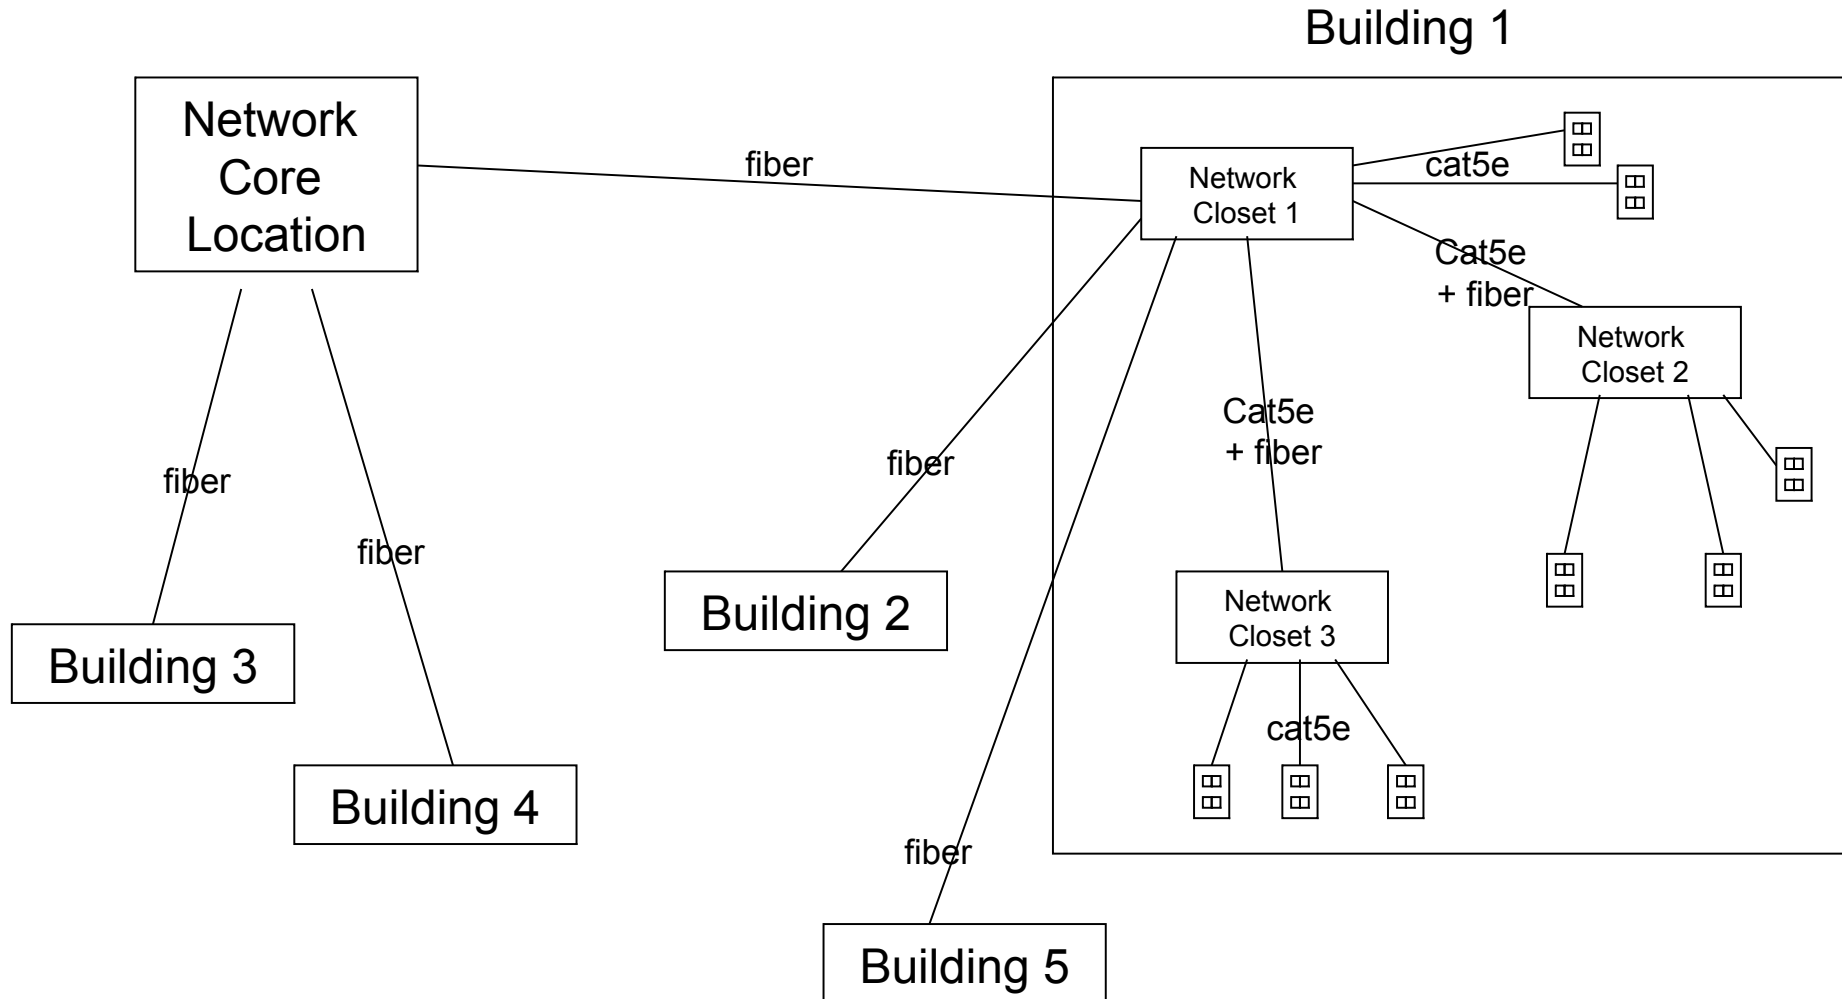 Building 1
Network
Core
Location
fiber
Network
Closet 1
cat5e
Cat5e
+ fiber
Network
Closet 2
Cat5e
+ fiber
fiber
fiber
fiber
Building 2
Network
Closet 3
Building 3
cat5e
Building 4
fiber
Building 5